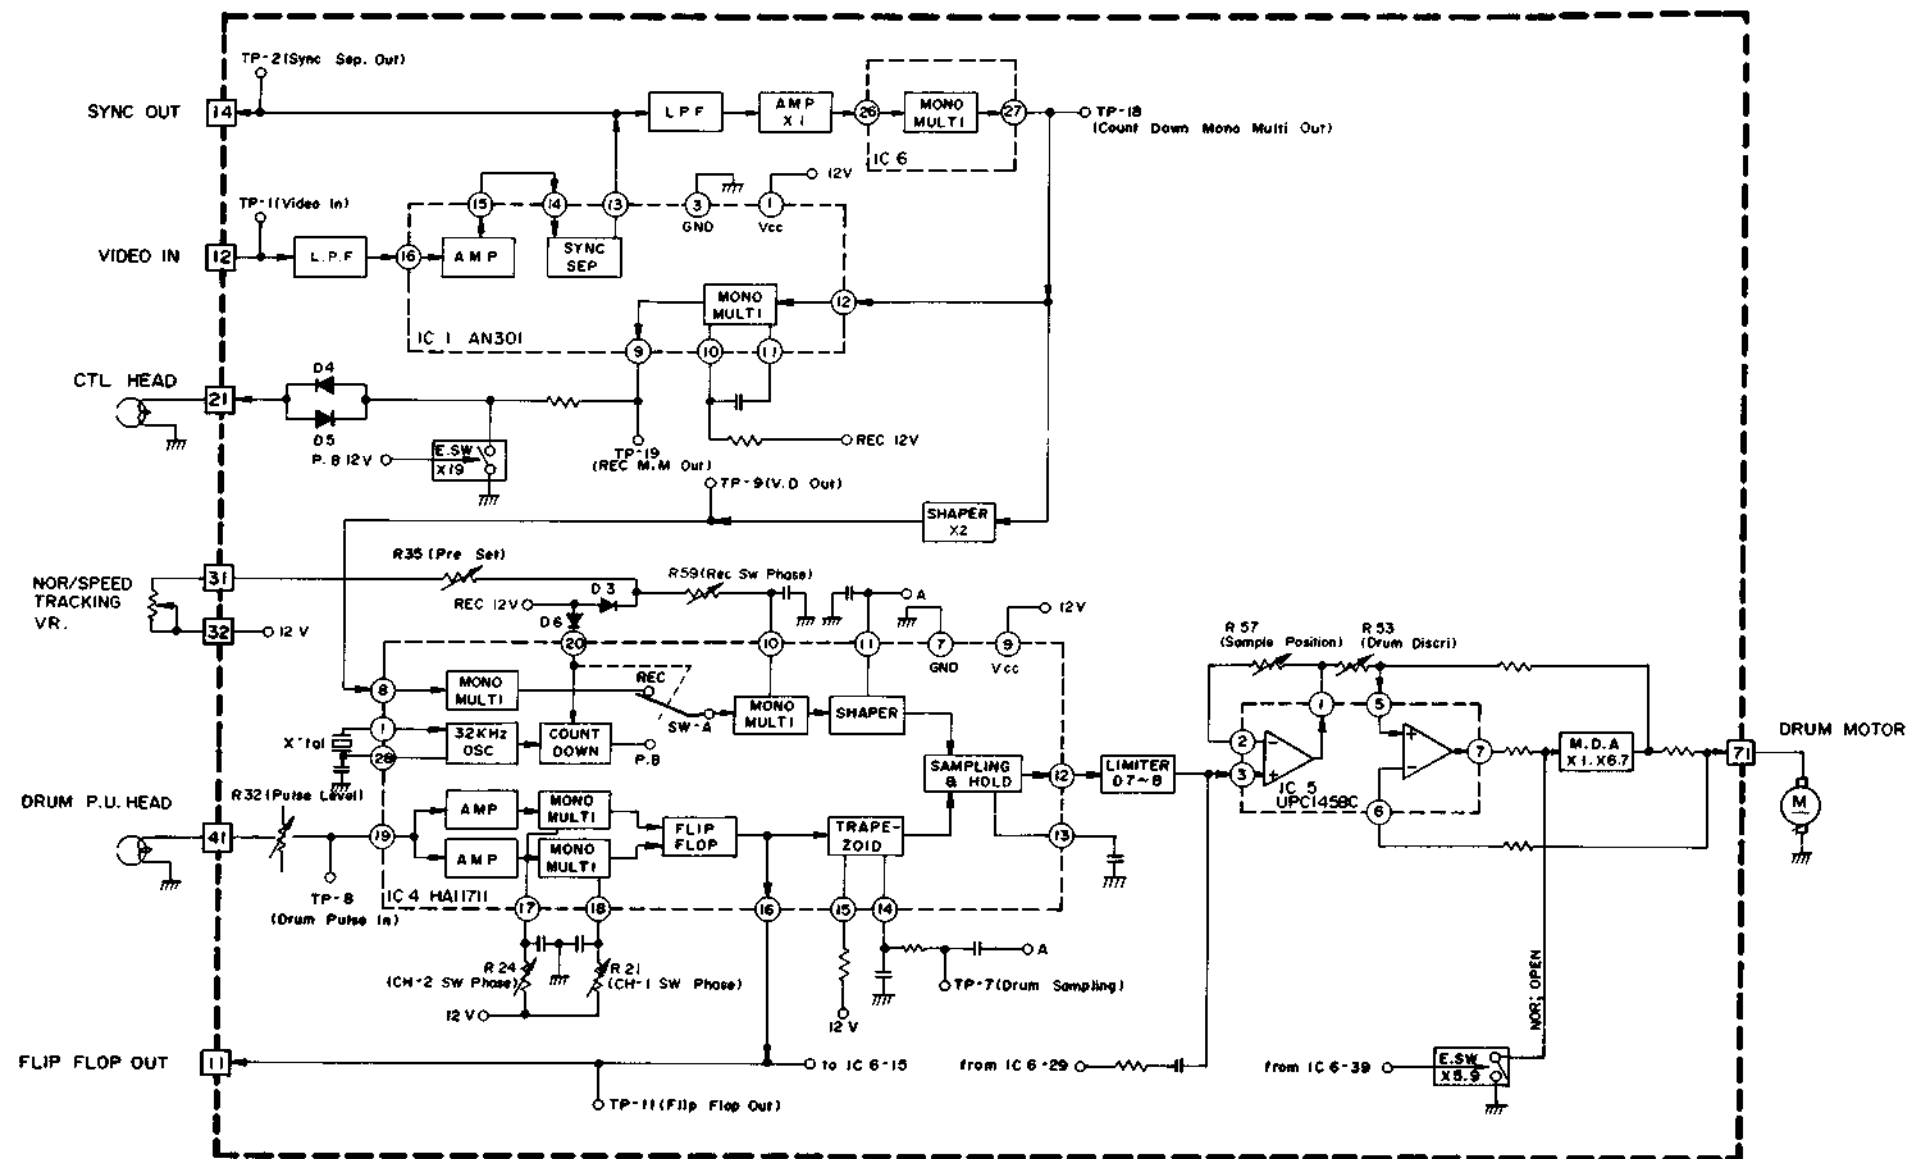 TP-2(Sync Sep. Out)
SYNC OUT
14
L.P.F
AMP
X1
26
MONO
MULTI
27
TP-18
(Count Down Mono Multi Out)
IC 6
12V
TP-1(Video In)
15
14
13
3
GND
1
Vcc
VIDEO IN
12
L.P.F
16
AMP
SYNC
SEP
MONO
MULTI
12
IC 1 AN301
9
10
11
CTL HEAD
21
D4
D5
P.B 12V
E.SW
X19
TP-19
(REC M.M Out)
REC 12V
TP-9(V.D Out)
SHAPER
X2
R35(Pre Set)
NOR/SPEED
TRACKING
VR.
31
32
12 V
REC 12V
D3
D6
R59(Rec Sw Phase)
A
12V
20
10
11
7
GND
9
Vcc
8
MONO
MULTI
REC
SW-A
MONO
MULTI
SHAPER
1
X'tal
28
32KHz
OSC
COUNT
DOWN
P.B
SAMPLING
& HOLD
12
LIMITER
D7~8
R57
(Sample Position)
R53
(Drum Discri)
1
5
2
3
-
+
IC 5
UPC1458C
+
-
7
6
M.D.A
X1.X6.7
71
DRUM MOTOR
M
DRUM P.U.HEAD
41
R32(Pulse Level)
19
AMP
MONO
MULTI
AMP
MONO
MULTI
FLIP
FLOP
TRAPE-
ZOID
13
TP-8
(Drum Pulse In)
IC 4 HA11711
17
18
16
15
14
R24
(CH-2 SW Phase)
R21
(CH-1 SW Phase)
12V
12V
A
TP-7(Drum Sampling)
NOR; OPEN
FLIP FLOP OUT
11
to IC 6-15
from IC 6-29
from IC 6-39
E.SW
X5.9
TP-11(Flip Flop Out)